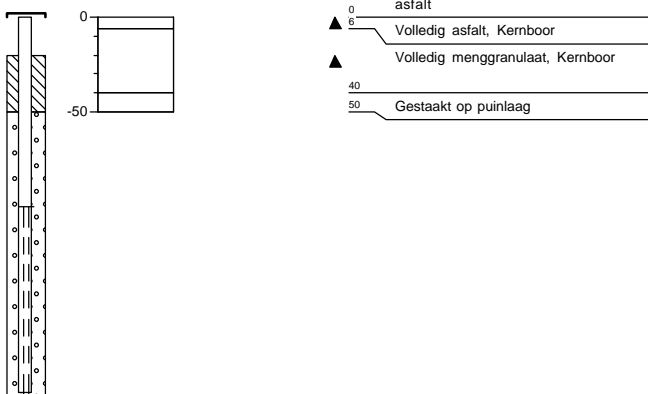 0
-50
asfalt
0
6
Volledig asfalt, Kernboor
Volledig menggranulaat, Kernboor
40
50
Gestaakt op puinlaag